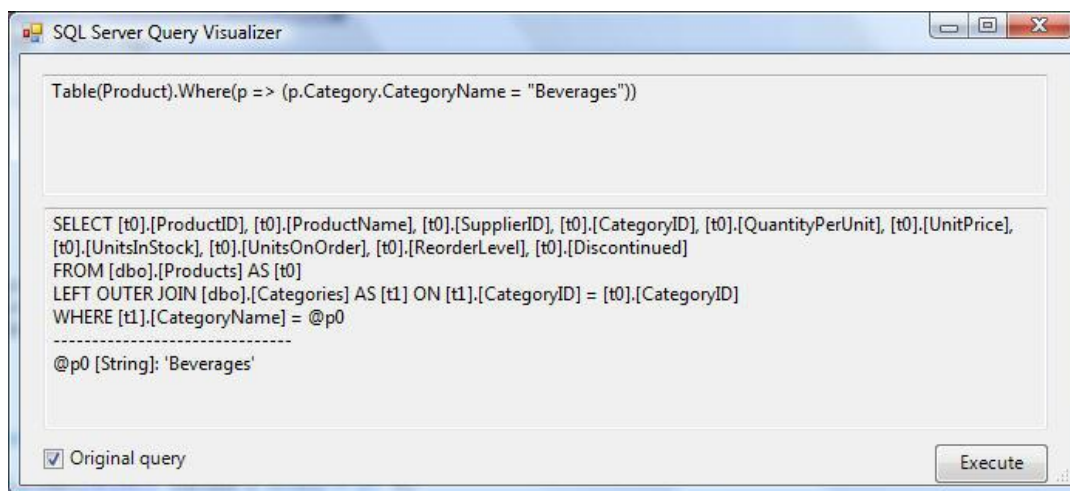 SQL Server Query Visualizer
Table(Product).Where(p => (p.Category.CategoryName = "Beverages"))
SELECT [t0].[ProductID], [t0].[ProductName], [t0].[SupplierID], [t0].[CategoryID], [t0].[QuantityPerUnit], [t0].[UnitPrice],
[t0].[UnitsInStock], [t0].[UnitsOnOrder], [t0].[ReorderLevel], [t0].[Discontinued]
FROM [dbo].[Products] AS [t0]
LEFT OUTER JOIN [dbo].[Categories] AS [t1] ON [t1].[CategoryID] = [t0].[CategoryID]
WHERE [t1].[CategoryName] = @p0
-------------------------------
@p0 [String]: 'Beverages'
Original query
Execute